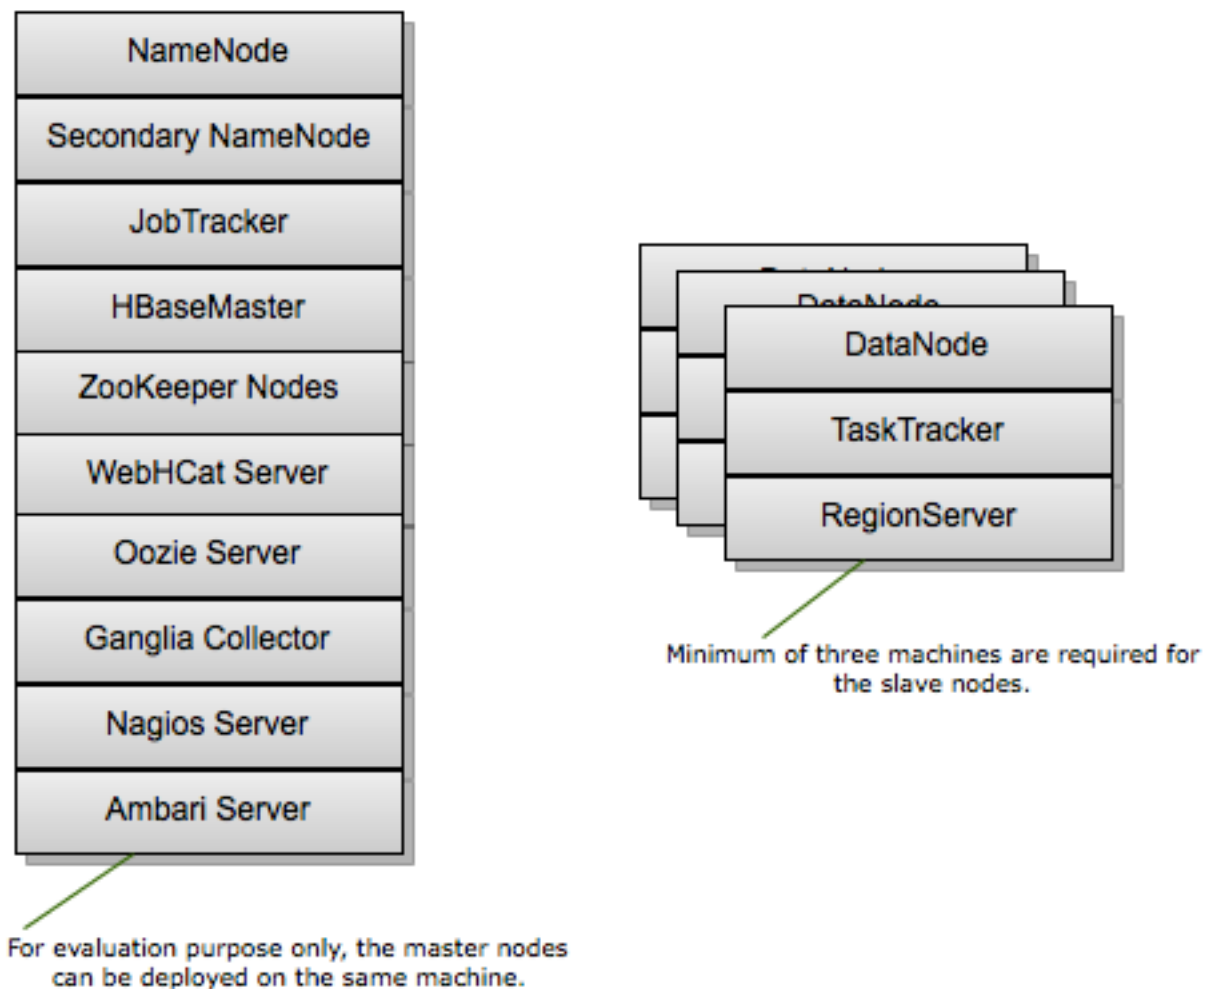 NameNode
Secondary NameNode
JobTracker
HBaseMaster
ZooKeeper Nodes
WebHCat Server
Oozie Server
Ganglia Collector
Nagios Server
Ambari Server
For evaluation purpose only, the master nodes
can be deployed on the same machine.
DataNode
DataNode
DataNode
TaskTracker
RegionServer
Minimum of three machines are required for
the slave nodes.